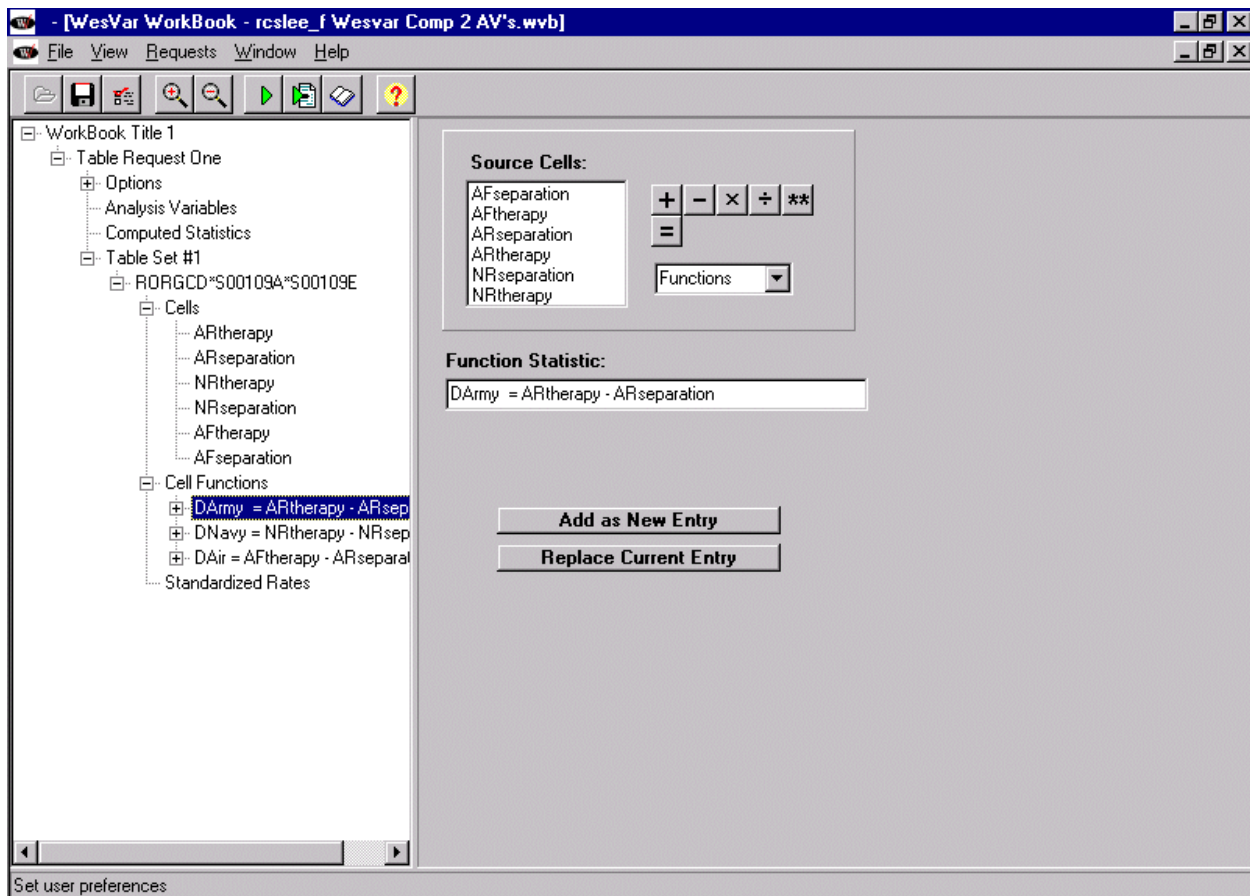 - [WesVar WorkBook - rcslee_f Wesvar Comp 2 AV's.wvb]
File View Requests Window Help
WorkBook Title 1
Table Request One
Options
Analysis Variables
Computed Statistics
Table Set #1
RORGCD*S00109A*S00109E
Cells
ARtherapy
ARseparation
NRtherapy
NRseparation
AFtherapy
AFseparation
Cell Functions
DArmy = ARtherapy - ARsep
DNavy = NRtherapy - NRsep
DAir = AFtherapy - ARseparat
Standardized Rates
Source Cells:
AFseparation
AFtherapy
ARseparation
ARtherapy
NRseparation
NRtherapy
+ - × ÷ **
=
Functions
Function Statistic:
DArmy = ARtherapy - ARseparation
Add as New Entry
Replace Current Entry
Set user preferences